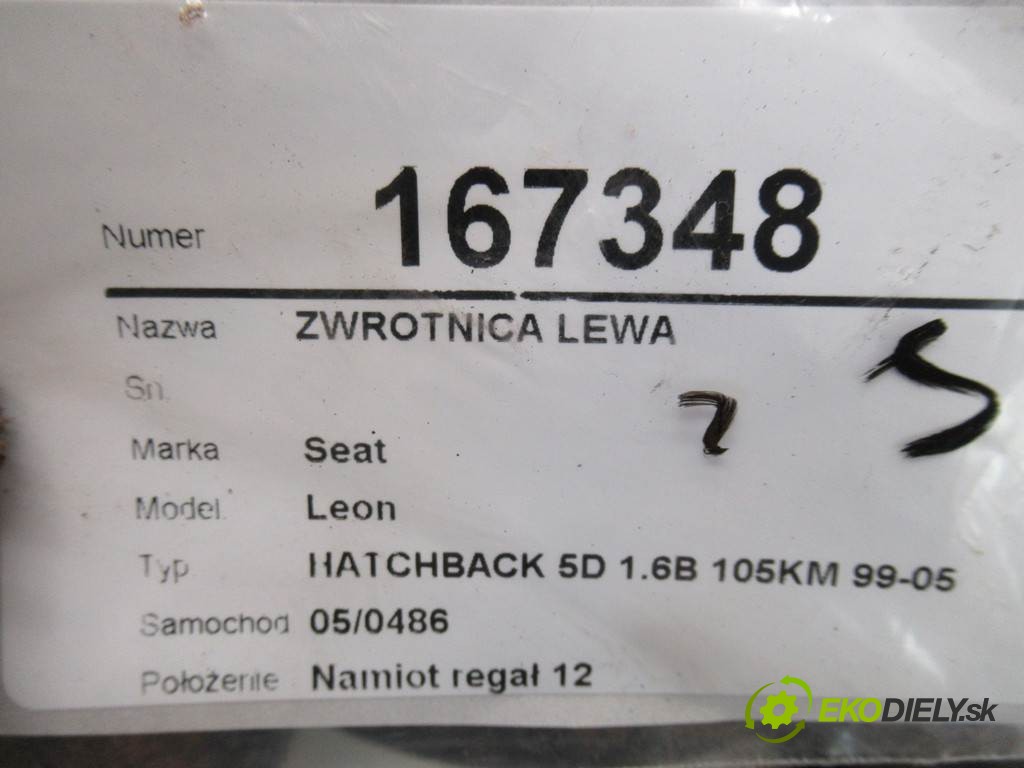 Numer 167348
Nazwa ZWROTNICA LEWA
Sn.
Marka Seat
Model Leon
Typ HATCHBACK 5D 1.6B 105KM 99-05
Samochod 05/0486
Położenie Namiot regał 12
EKODIELY.sk